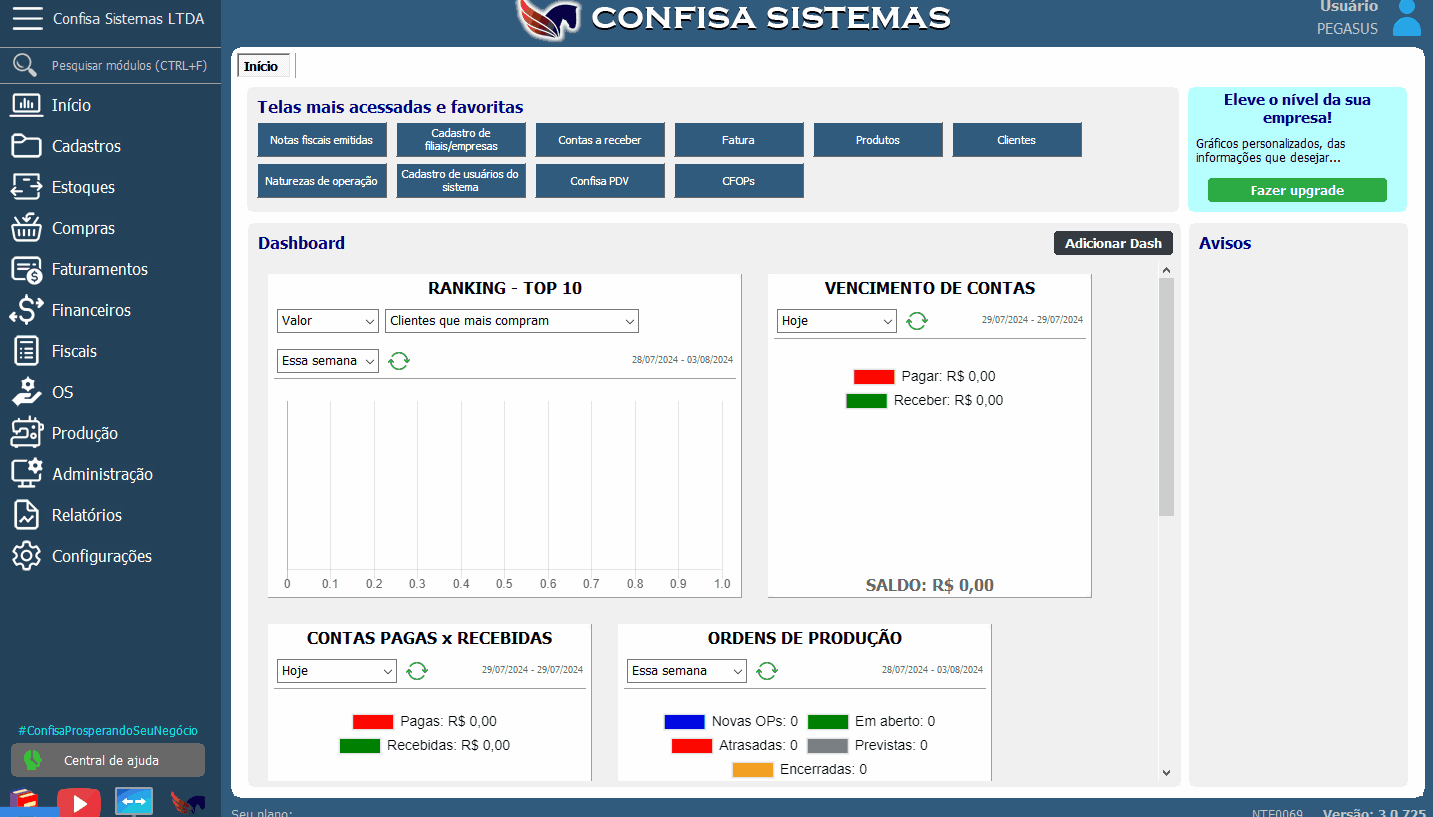 Confisa Sistemas LTDA
CONFISA SISTEMAS
Usuário
PEGASUS
Pesquisar módulos (CTRL+F)
Início
Cadastros
Estoques
Compras
Faturamentos
Financeiros
Fiscais
OS
Produção
Administração
Relatórios
Configurações
#ConfisaProsperandoSeuNegócio
Central de ajuda
Início
Telas mais acessadas e favoritas
Notas fiscais emitidas
Cadastro de
filiais/empresas
Contas a receber
Fatura
Produtos
Clientes
Naturezas de operação
Cadastro de usuários do
sistema
Confisa PDV
CFOPs
Eleve o nível da sua
empresa!
Gráficos personalizados, das
informações que desejar...
Fazer upgrade
Dashboard
Adicionar Dash
Avisos
RANKING - TOP 10
Valor
Clientes que mais compram
Essa semana
28/07/2024 - 03/08/2024
0 0.1 0.2 0.3 0.4 0.5 0.6 0.7 0.8 0.9 1.0
VENCIMENTO DE CONTAS
Hoje
29/07/2024 - 29/07/2024
Pagar: R$ 0,00
Receber: R$ 0,00
SALDO: R$ 0,00
CONTAS PAGAS x RECEBIDAS
Hoje
29/07/2024 - 29/07/2024
Pagas: R$ 0,00
Recebidas: R$ 0,00
ORDENS DE PRODUÇÃO
Essa semana
28/07/2024 - 03/08/2024
Novas OPs: 0 Em aberto: 0
Atrasadas: 0 Previstas: 0
Encerradas: 0
Seu plano:
NTF0069
Versão: 3.0.725